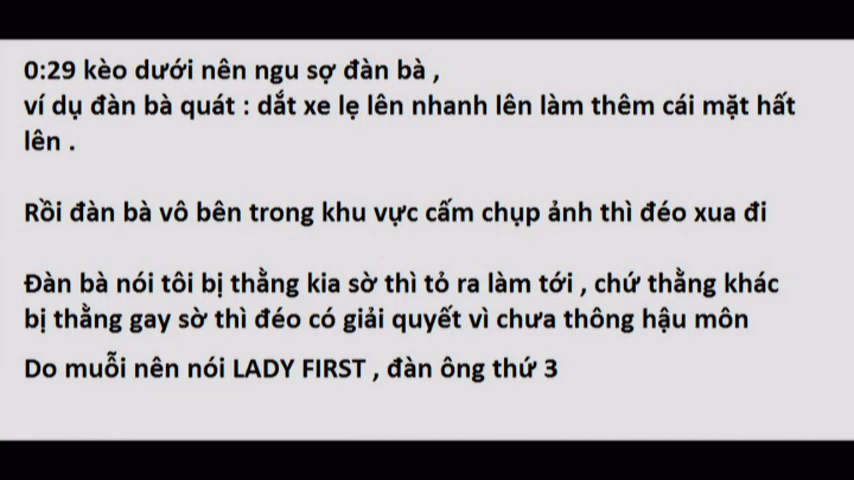 0:29 kèo dưới nên ngu sợ đàn bà ,
ví dụ đàn bà quát : dắt xe lẹ lên nhanh lên làm thêm cái mặt hất
lên .
Rồi đàn bà vô bên trong khu vực cấm chụp ảnh thì đéo xua đi
Đàn bà nói tôi bị thằng kia sờ thì tỏ ra làm tới , chứ thằng khác
bị thằng gay sờ thì đéo có giải quyết vì chưa thông hậu môn
Do muỗi nên nói LADY FIRST , đàn ông thứ 3